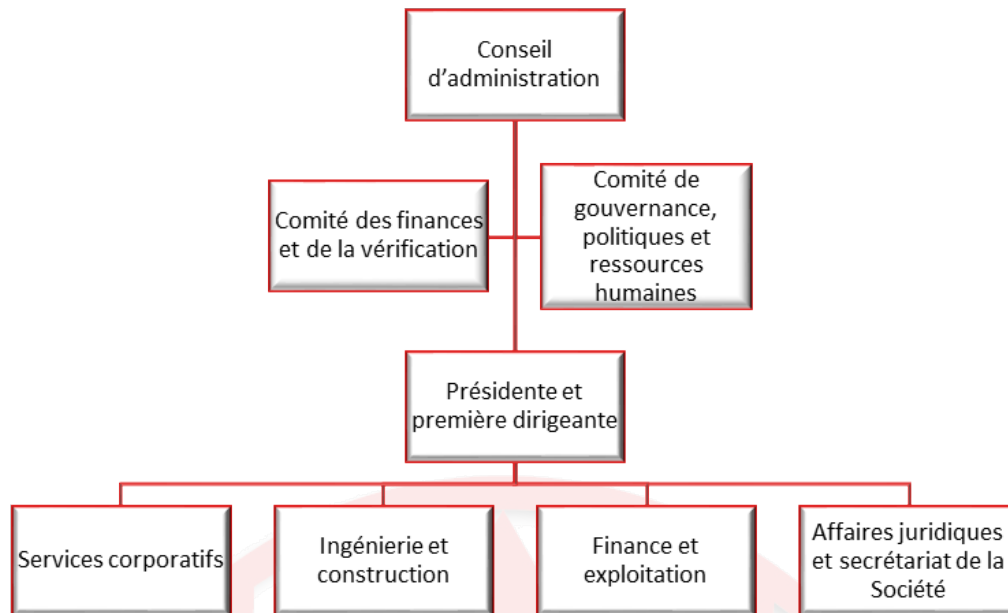 Conseil
d’administration
Comité des finances
et de la vérification
Comité de
gouvernance,
politiques et
ressources
humaines
Présidente et
première dirigeante
Services corporatifs
Ingénierie et
construction
Finance et
exploitation
Affaires juridiques
et secrétariat de la
Société